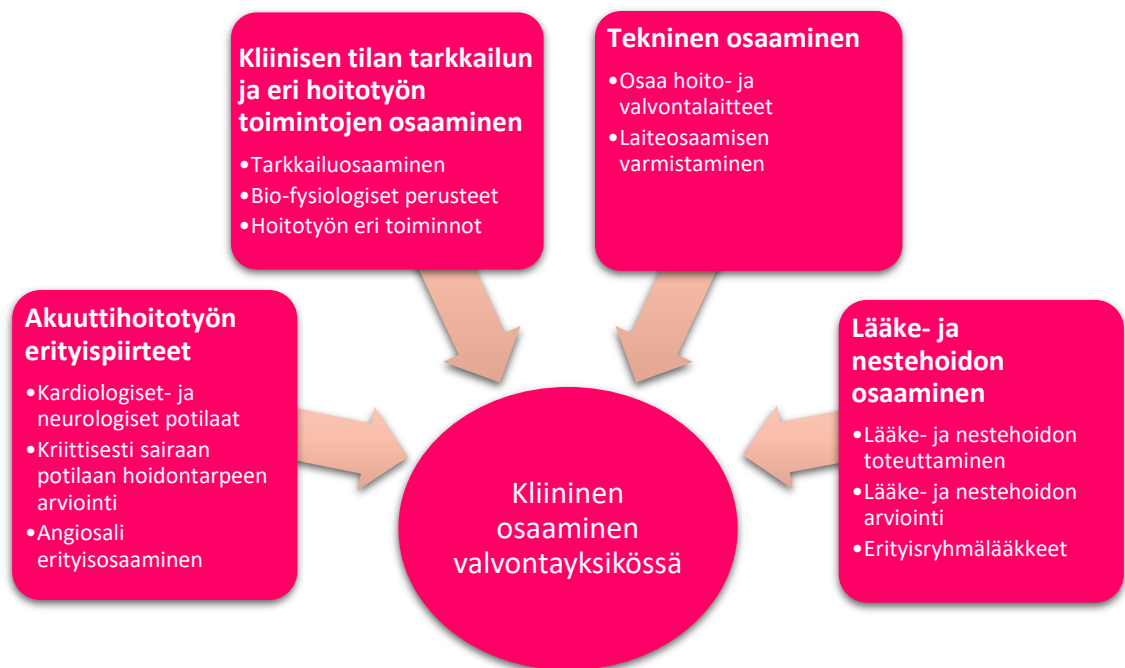 Kliinisen tilan tarkkailun
ja eri hoitotyön
toimintojen osaaminen
•Tarkkailuosaaminen
•Bio-fysiologiset perusteet
•Hoitotyön eri toiminnot
Tekninen osaaminen
•Osaa hoito- ja
valvontalaitteet
•Laiteosaamisen
varmistaminen
Akuuttihoitotyön
erityispiirteet
•Kardiologiset- ja
neurologiset potilaat
•Kriittisesti sairaan
potilaan hoidontarpeen
arviointi
•Angiosali
erityisosaaminen
Lääke- ja
nestehoidon
osaaminen
•Lääke- ja nestehoidon
toteuttaminen
•Lääke- ja nestehoidon
arviointi
•Erityisryhmälääkkeet
Kliininen
osaaminen
valvontayksikössä